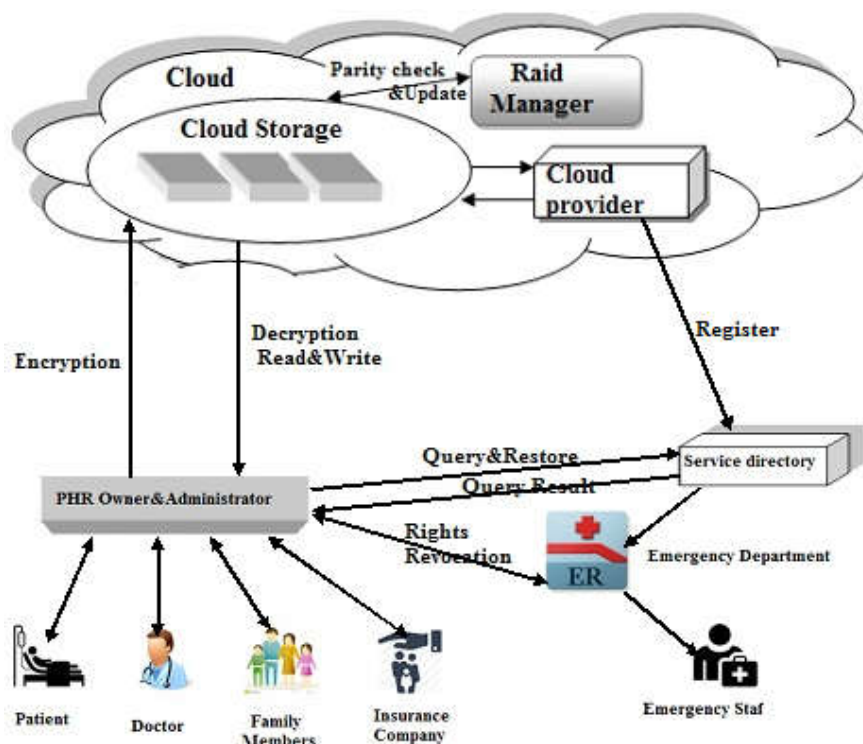 Cloud
Parity check
&Update
Raid
Manager
Cloud Storage
Cloud
provider
Encryption
Decryption
Read&Write
Register
Query&Restore
Service directory
Query Result
PHR Owner&Administrator
Rights
Revocation
ER
Emergency Department
Patient
Doctor
Family
Members
Insurance
Company
Emergency Staf